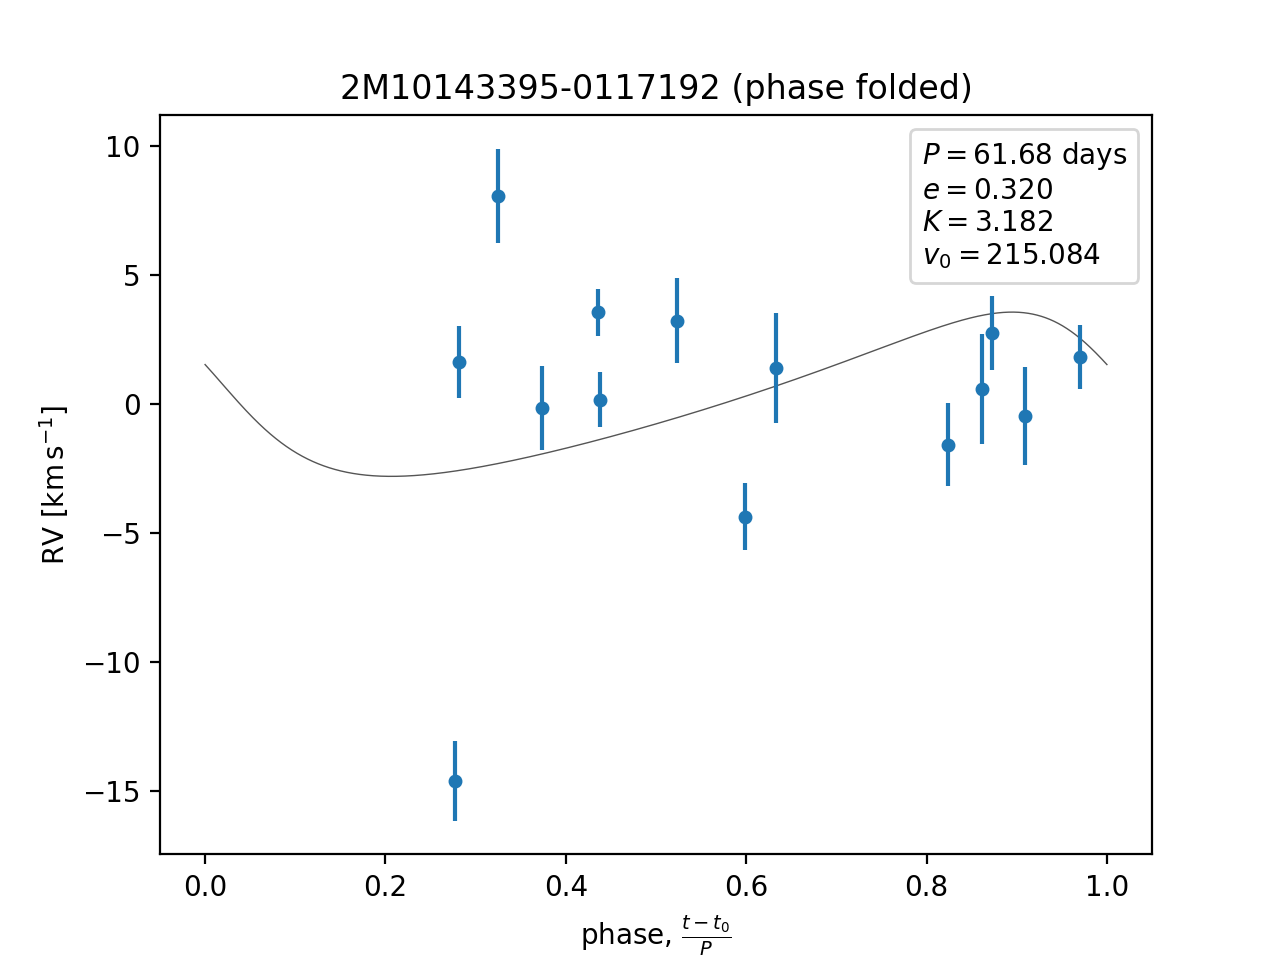 2M10143395-0117192 (phase folded)
P = 61.68 days
e = 0.320
K = 3.182
v₀ = 215.084
10
5
0
−5
−10
−15
RV [km s⁻¹]
0.0 0.2 0.4 0.6 0.8 1.0
phase, (t − t₀)/P